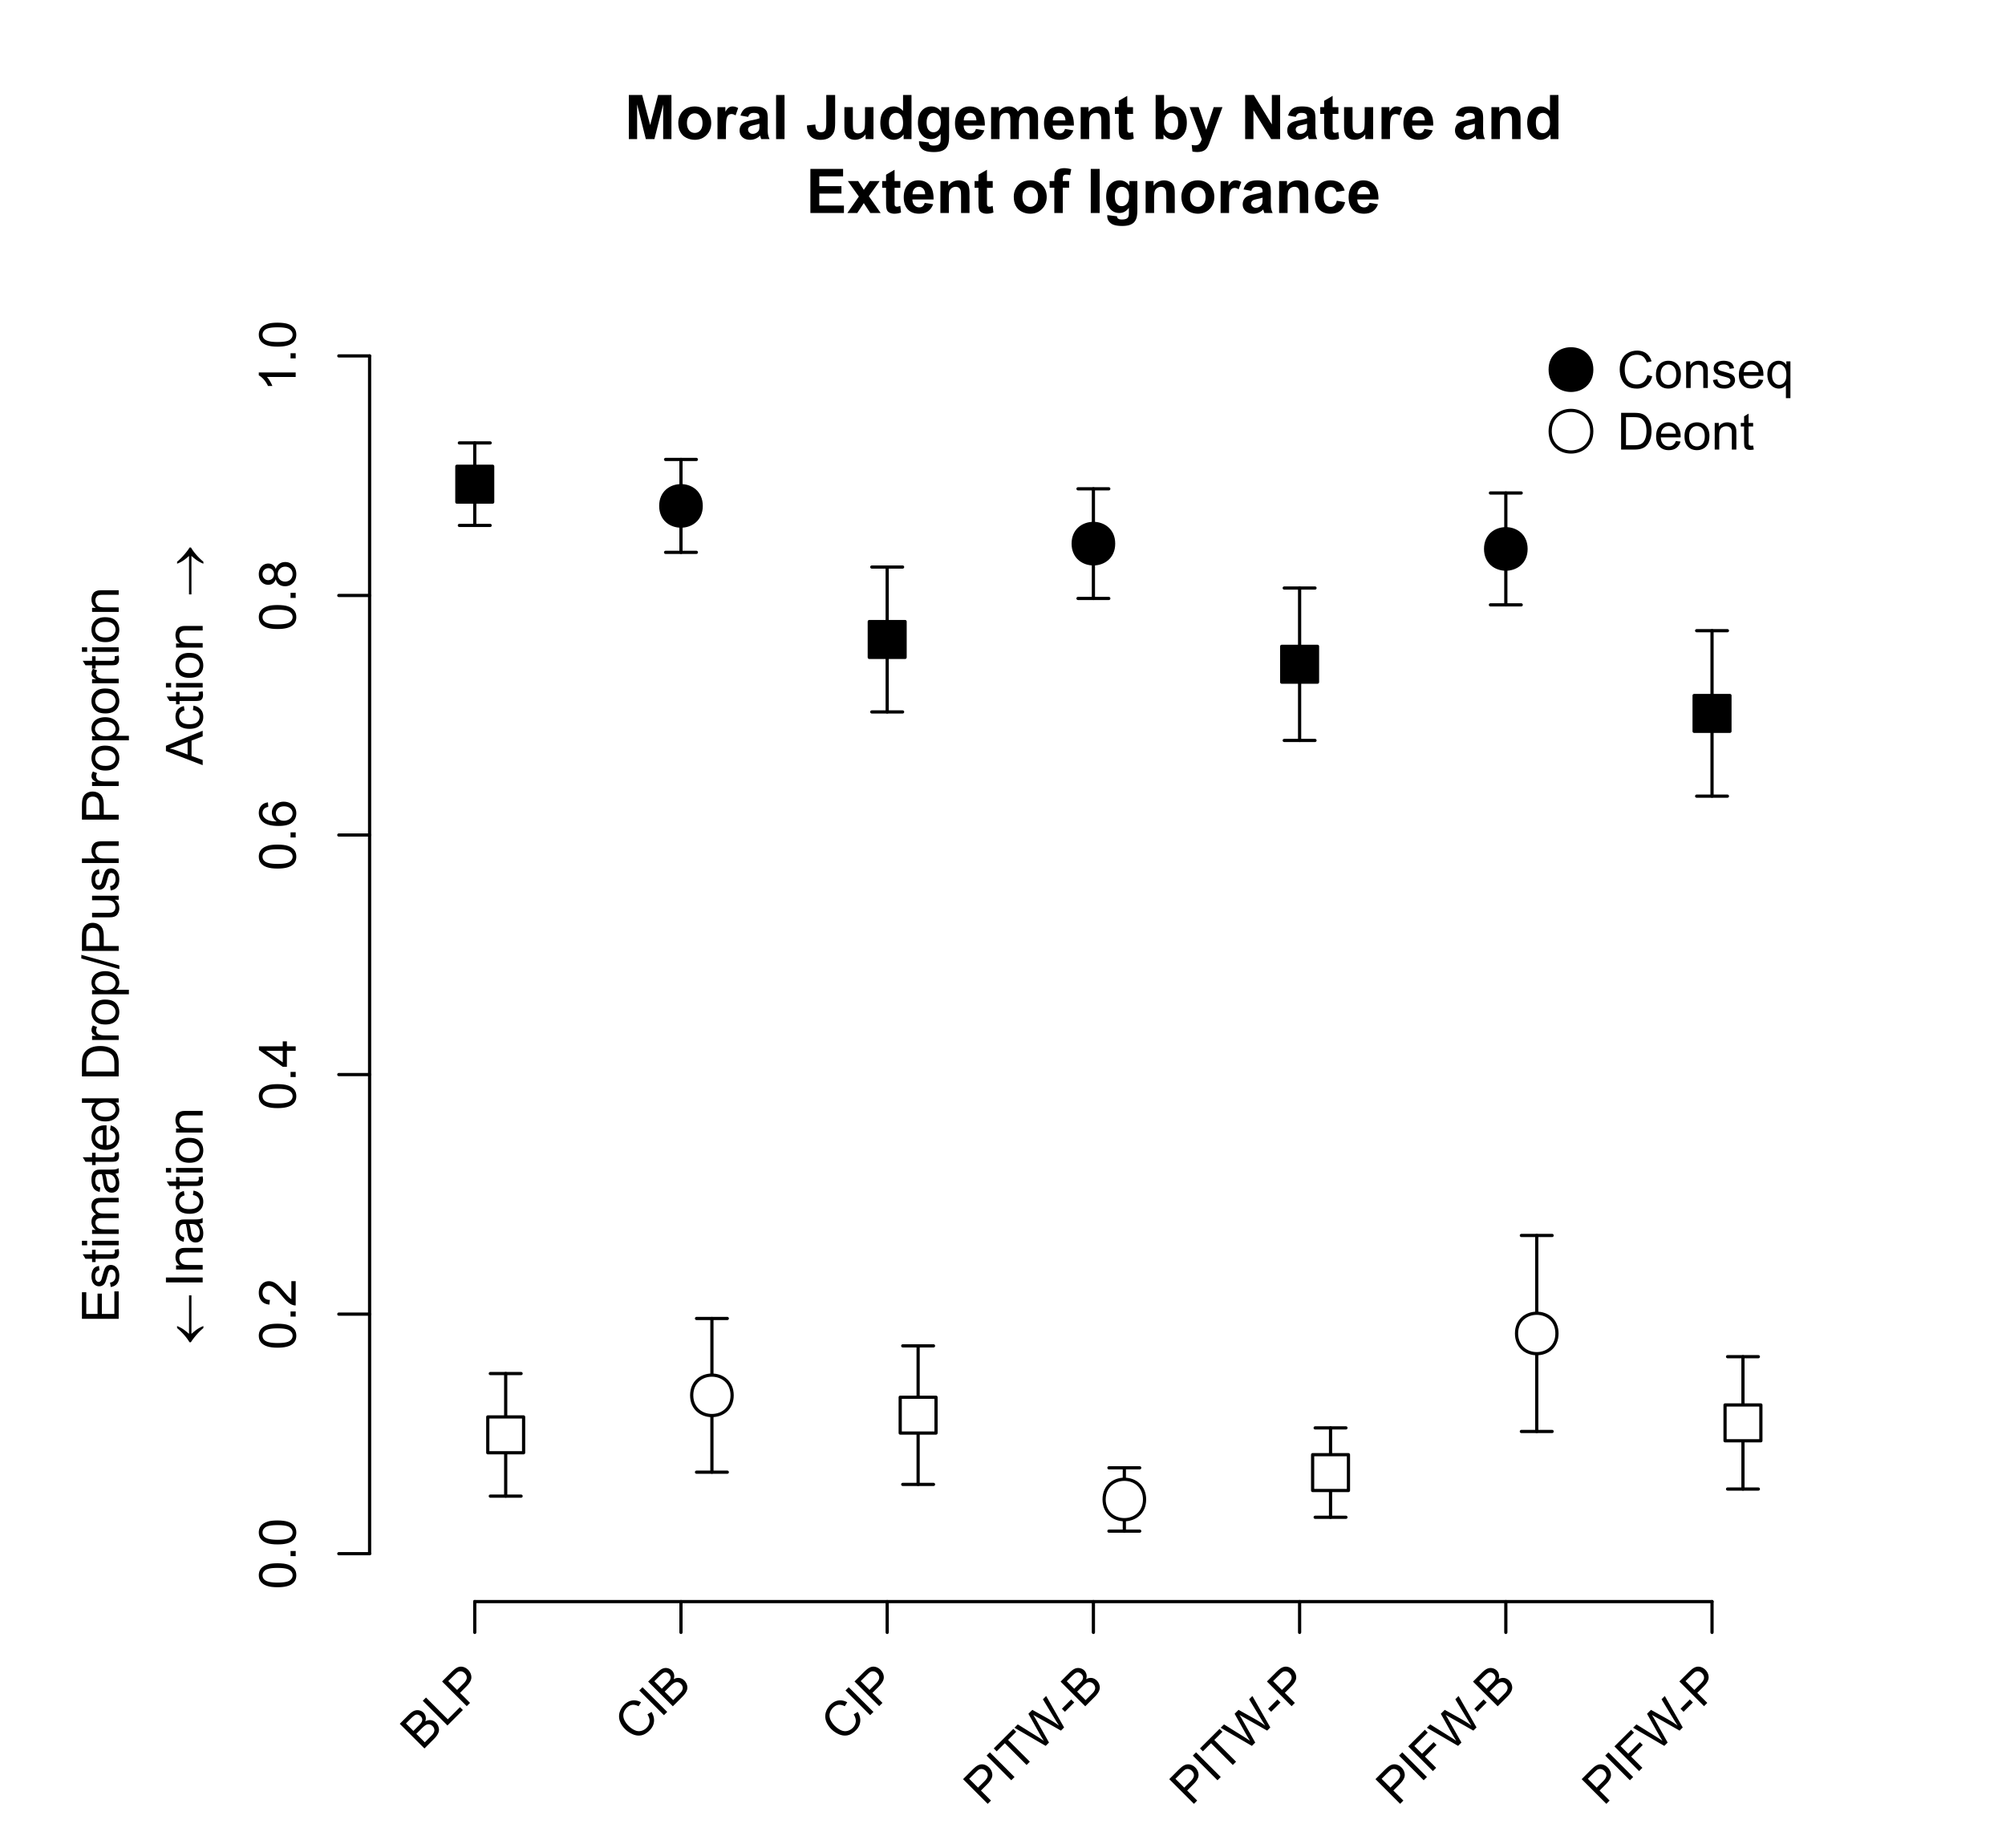 Moral Judgement by Nature and
Extent of Ignorance
Conseq
Deont
Estimated Drop/Push Proportion
← Inaction
Action →
1.0
0.8
0.6
0.4
0.2
0.0
BLP
CIB
CIP
PITW-B
PITW-P
PIFW-B
PIFW-P